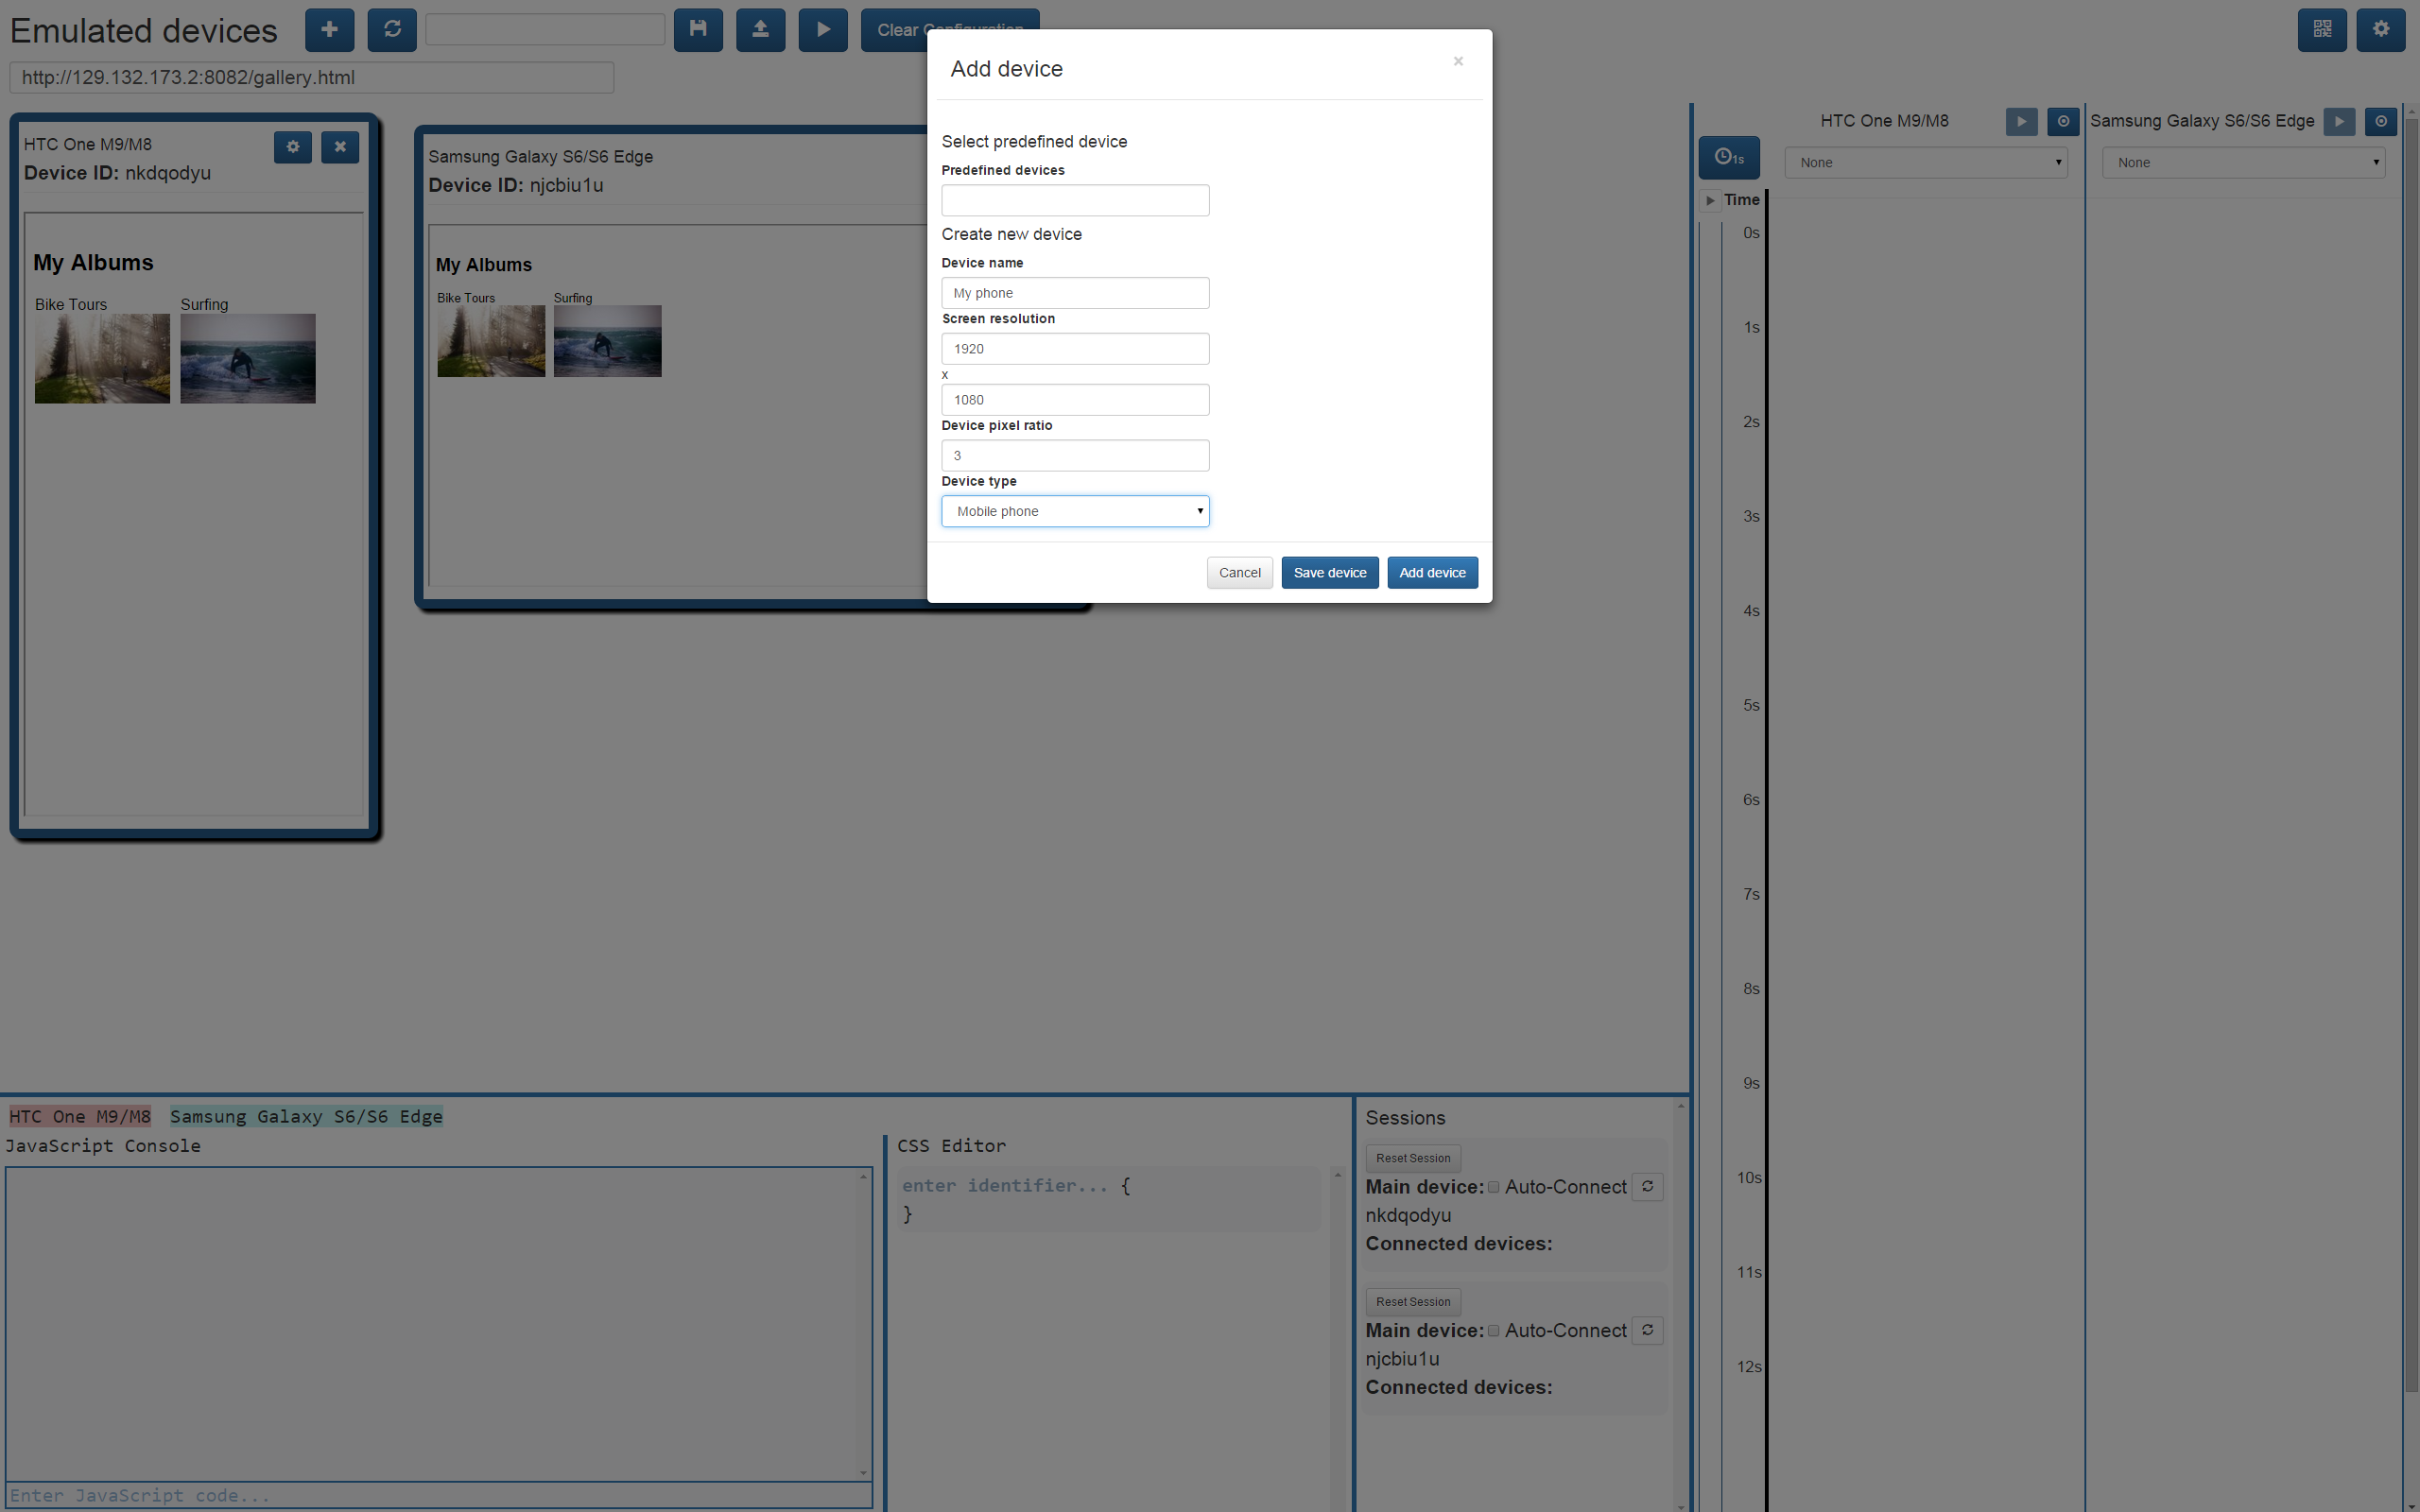 Emulated devices
Clear Configuration
http://129.132.173.2:8082/gallery.html
HTC One M9/M8
Device ID: nkdqodyu
My Albums
Bike Tours Surfing
Samsung Galaxy S6/S6 Edge
Device ID: njcbiu1u
My Albums
Bike Tours Surfing
Add device
×
Select predefined device
Predefined devices
Create new device
Device name
My phone
Screen resolution
1920
x
1080
Device pixel ratio
3
Device type
Mobile phone
Cancel Save device Add device
HTC One M9/M8 Samsung Galaxy S6/S6 Edge
1s None None
Time
0s
1s
2s
3s
4s
5s
6s
7s
8s
9s
10s
11s
12s
HTC One M9/M8 Samsung Galaxy S6/S6 Edge
JavaScript Console
Enter JavaScript code...
CSS Editor
enter identifier... {
}
Sessions
Reset Session
Main device: Auto-Connect
nkdqodyu
Connected devices:
Reset Session
Main device: Auto-Connect
njcbiu1u
Connected devices: